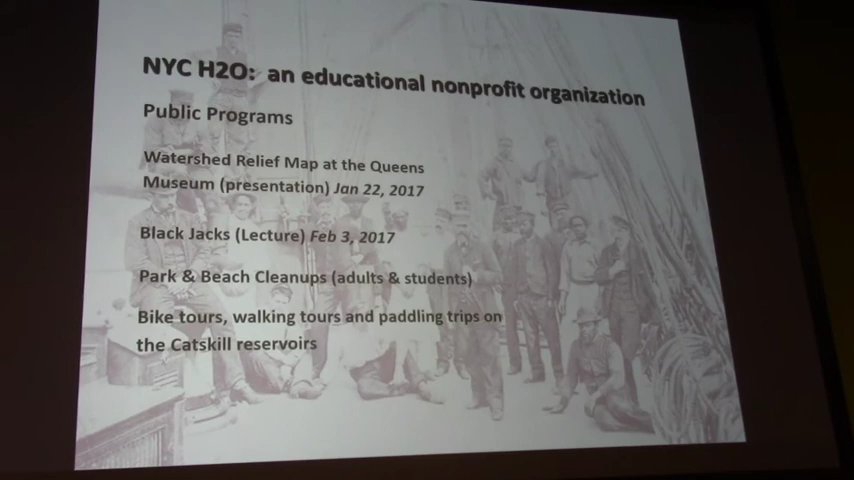 NYC H2O: an educational nonprofit organization
Public Programs
Watershed Relief Map at the Queens
Museum (presentation) Jan 22, 2017
Black Jacks (Lecture) Feb 3, 2017
Park & Beach Cleanups (adults & students)
Bike tours, walking tours and paddling trips on
the Catskill reservoirs